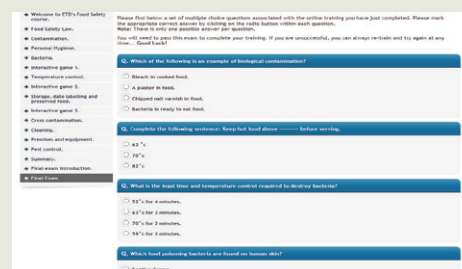 Welcome to ETD's Food Safety course.
Food Safety Law.
Contamination.
Personal Hygiene.
Bacteria.
Interactive game 1.
Temperature control.
Interactive game 2.
Storage, date labelling and preserved food.
Interactive game 3.
Cross contamination.
Cleaning.
Premises and equipment.
Pest control.
Summary.
Final exam introduction.
Final Exam
Please find below a set of multiple choice questions associated with the online training you have just completed. Please mark
the appropriate correct answer by clicking on the radio button within each question.
Note: There is only one possible answer per question.
You will need to pass this exam to complete your training. If you are unsuccessful, you can always re-train and try again at any
time... Good Luck!
Q. Which of the following is an example of biological contamination?
Bleach in cooked food.
A plaster in food.
Chipped nail varnish in food.
Bacteria in ready to eat food.
Q. Complete the following sentence: Keep hot food above -------- before serving.
63 °c
70°c
82°c
Q. What is the legal time and temperature control required to destroy bacteria?
52°c for 4 minutes.
63°c for 2 minutes.
70°c for 2 minutes.
Q. Which food poisoning bacteria are found on human skin?